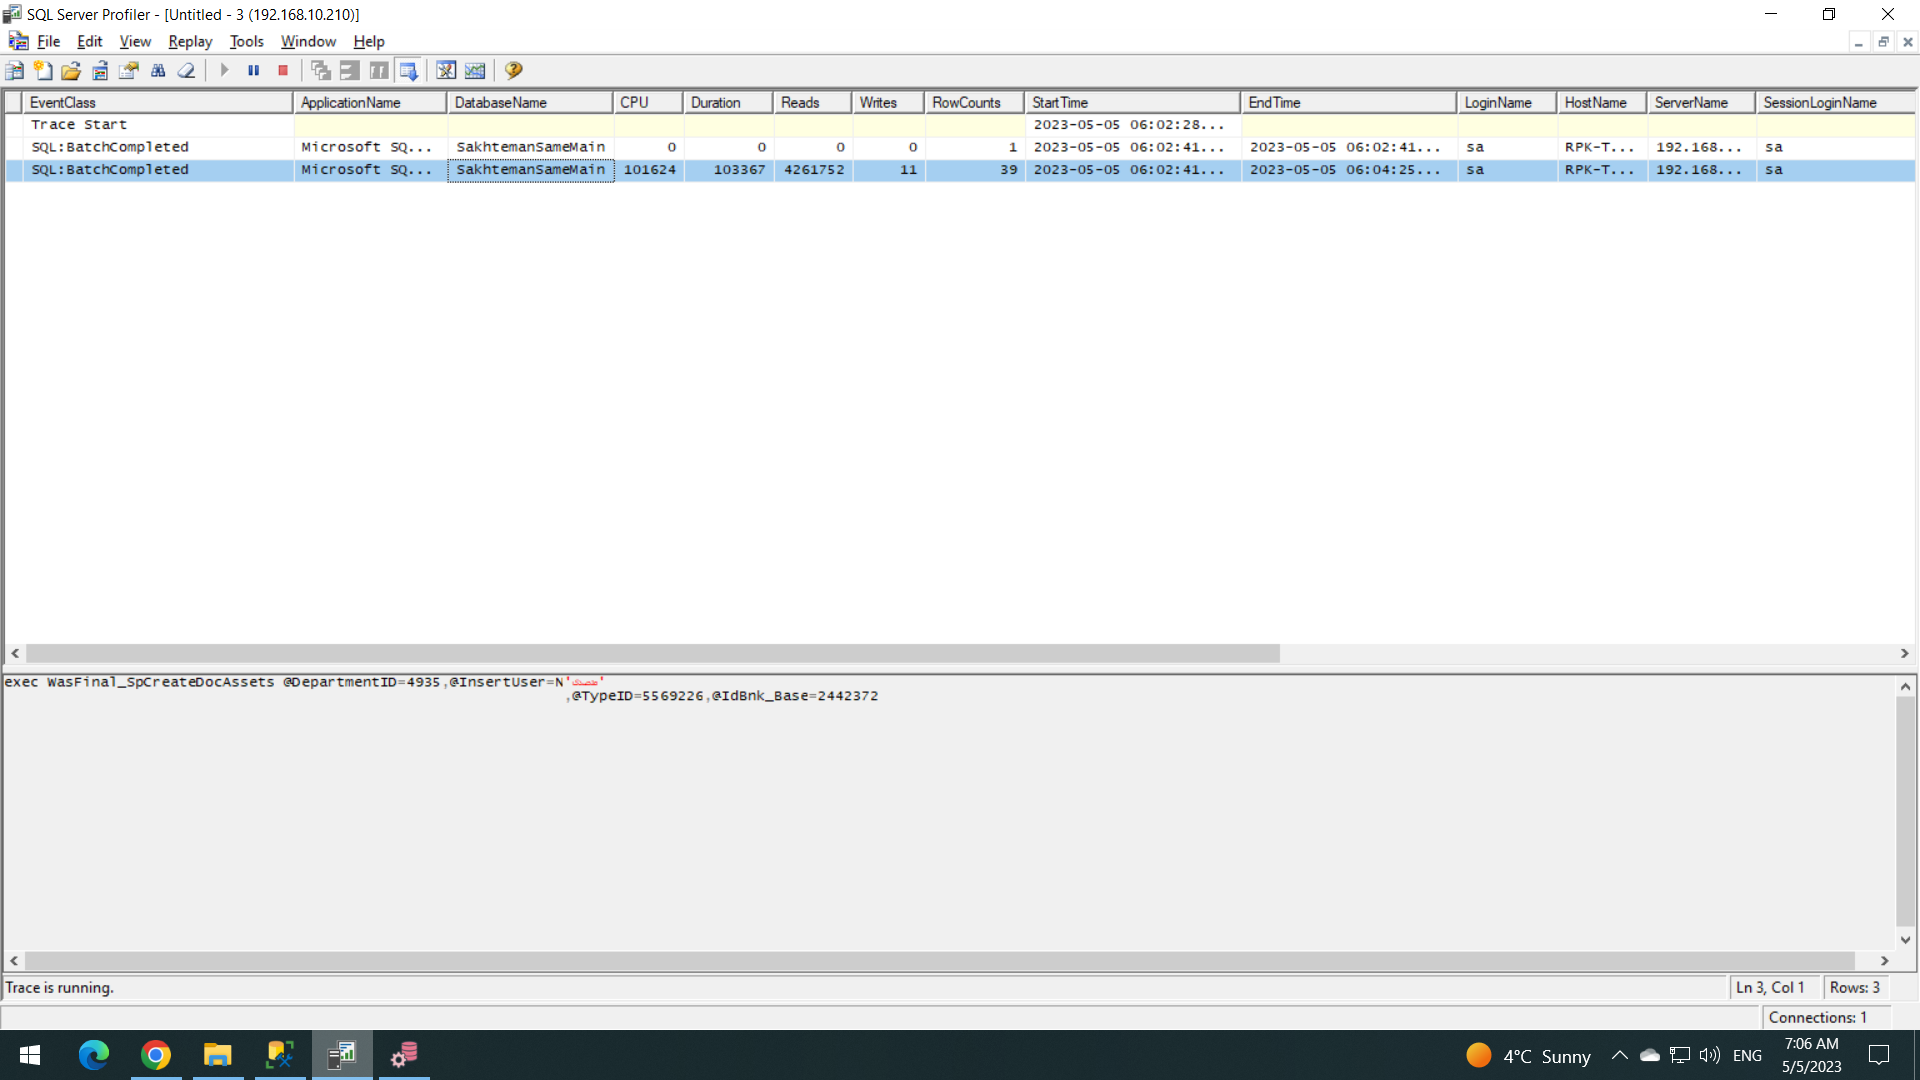 SQL Server Profiler - [Untitled - 3 (192.168.10.210)]
File Edit View Replay Tools Window Help
EventClass ApplicationName DatabaseName CPU Duration Reads Writes RowCounts StartTime EndTime LoginName HostName ServerName SessionLoginName
Trace Start 2023-05-05 06:02:28...
SQL:BatchCompleted Microsoft SQ... SakhtemanSameMain 0 0 0 0 1 2023-05-05 06:02:41... 2023-05-05 06:02:41... sa RPK-T... 192.168... sa
SQL:BatchCompleted Microsoft SQ... SakhtemanSameMain 101624 103367 4261752 11 39 2023-05-05 06:02:41... 2023-05-05 06:04:25... sa RPK-T... 192.168... sa
exec WasFinal_SpCreateDocAssets @DepartmentID=4935,@InsertUser=N' '
,@TypeID=5569226,@IdBnk_Base=2442372
Trace is running.
Ln 3, Col 1 Rows: 3
Connections: 1
4°C Sunny ENG 7:06 AM
5/5/2023